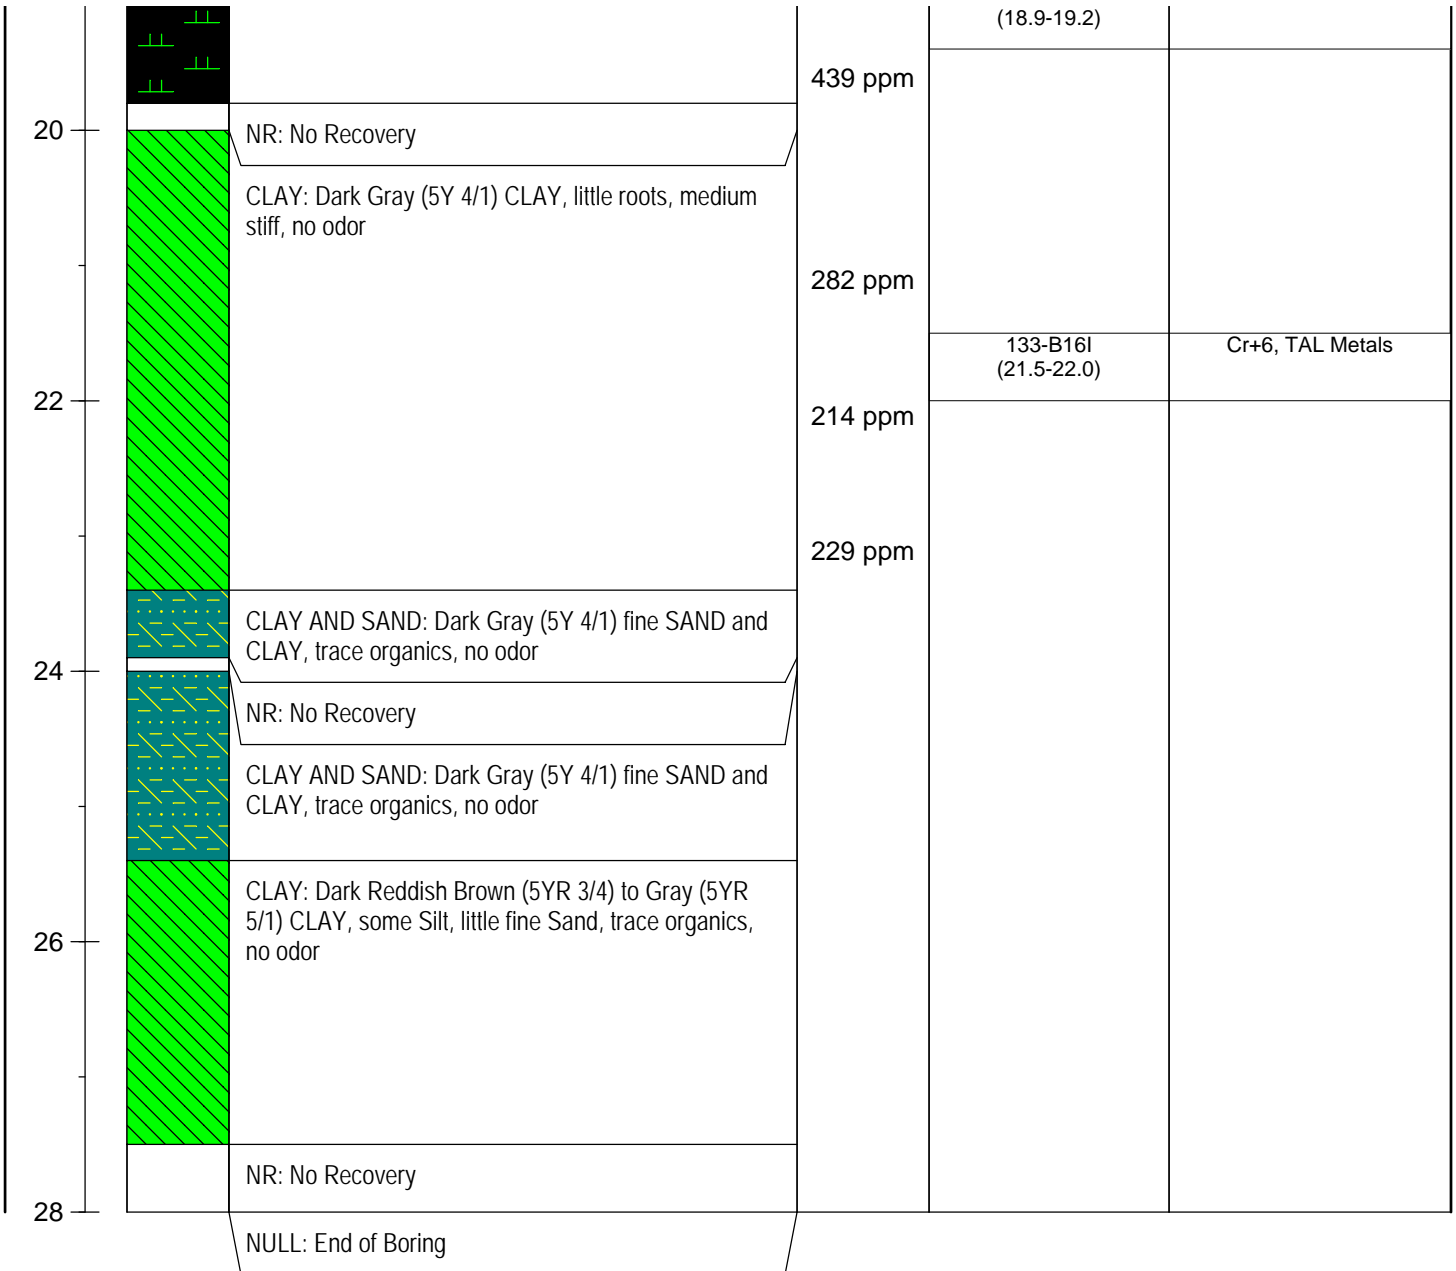 (18.9-19.2)
439 ppm
20
NR: No Recovery
CLAY: Dark Gray (5Y 4/1) CLAY, little roots, medium
stiff, no odor
282 ppm
133-B16I
(21.5-22.0)
Cr+6, TAL Metals
22
214 ppm
229 ppm
CLAY AND SAND: Dark Gray (5Y 4/1) fine SAND and
CLAY, trace organics, no odor
24
NR: No Recovery
CLAY AND SAND: Dark Gray (5Y 4/1) fine SAND and
CLAY, trace organics, no odor
CLAY: Dark Reddish Brown (5YR 3/4) to Gray (5YR
5/1) CLAY, some Silt, little fine Sand, trace organics,
no odor
26
NR: No Recovery
28
NULL: End of Boring